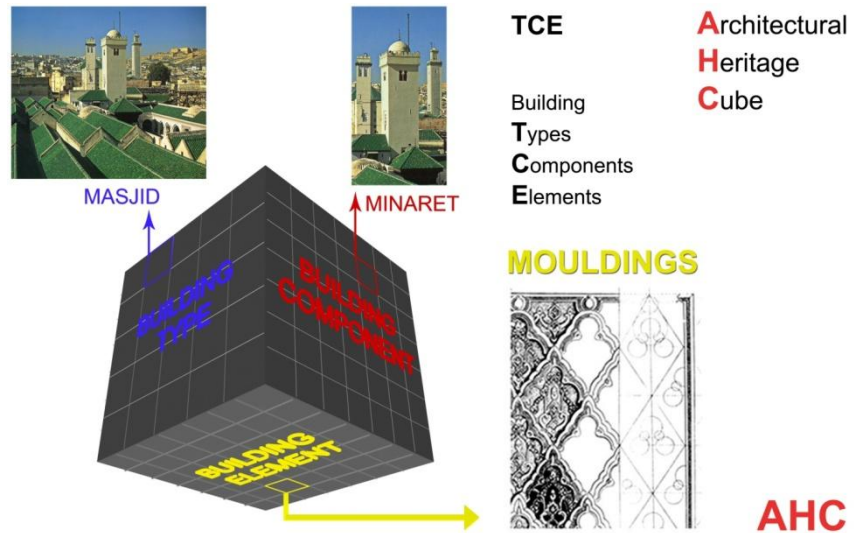 TCE
Architectural
Heritage
Cube
Building
Types
Components
Elements
MASJID
MINARET
BUILDING
TYPE
BUILDING
COMPONENT
BUILDING
ELEMENT
MOULDINGS
AHC